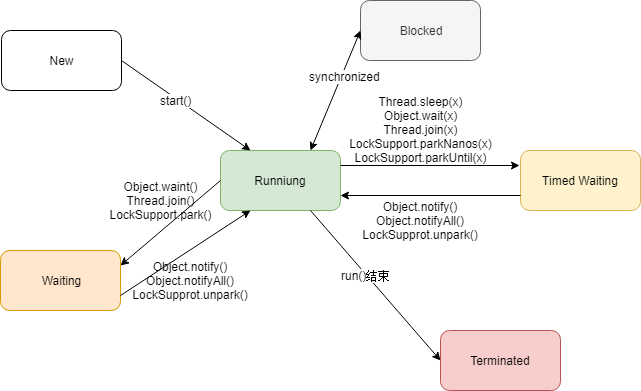 Blocked
New
synchronized
start()
Thread.sleep(x)
Object.wait(x)
Thread.join(x)
LockSupport.parkNanos(x)
LockSupport.parkUntil(x)
Runniung
Timed Waiting
Object.waint()
Thread.join()
LockSupport.park()
Object.notify()
Object.notifyAll()
LockSupprot.unpark()
Waiting
Object.notify()
Object.notifyAll()
LockSupprot.unpark()
run()结束
Terminated